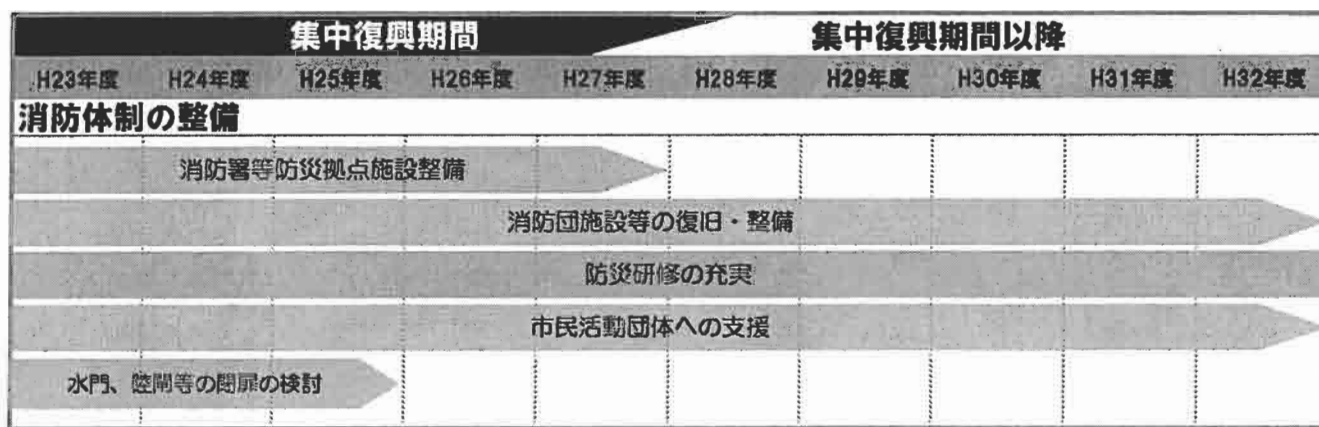 集中復興期間 集中復興期間以降
H23年度 H24年度 H25年度 H26年度 H27年度 H28年度 H29年度 H30年度 H31年度 H32年度
消防体制の整備
消防署等防災拠点施設整備
消防団施設等の復旧・整備
防災研修の充実
市民活動団体への支援
水門、陸閘等の閉扉の検討